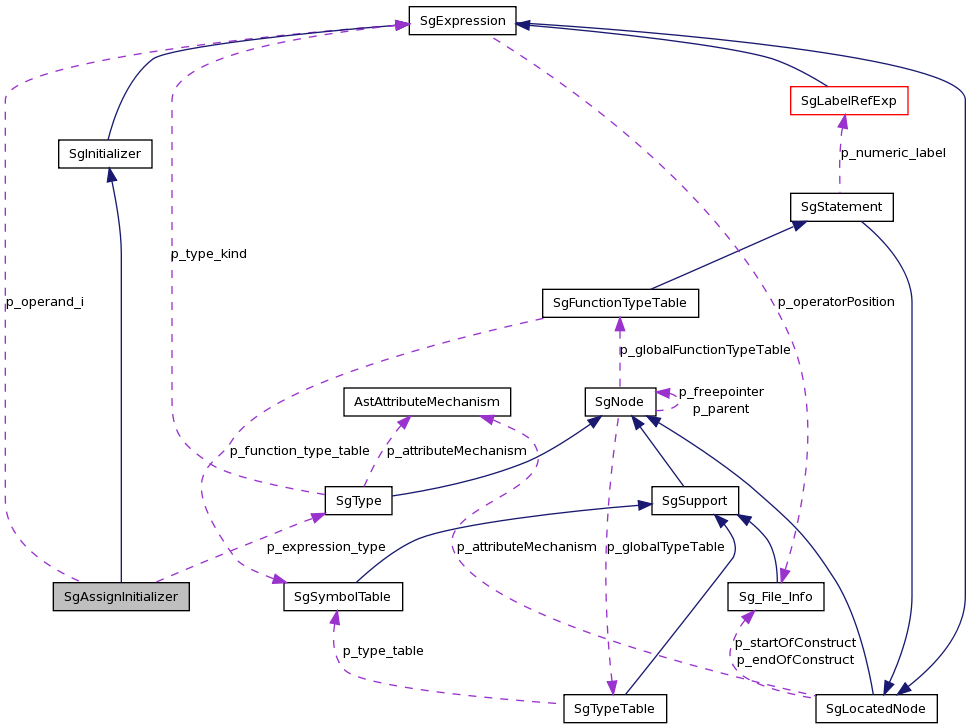 SgExpression
SgLabelRefExp
SgInitializer
p_numeric_label
SgStatement
p_type_kind
p_operand_i
p_operatorPosition
SgFunctionTypeTable
p_globalFunctionTypeTable
AstAttributeMechanism
SgNode
p_freepointer
p_parent
p_function_type_table
p_attributeMechanism
SgType
SgSupport
p_expression_type
p_attributeMechanism
p_globalTypeTable
SgAssignInitializer
SgSymbolTable
Sg_File_Info
p_type_table
p_startOfConstruct
p_endOfConstruct
SgTypeTable
SgLocatedNode